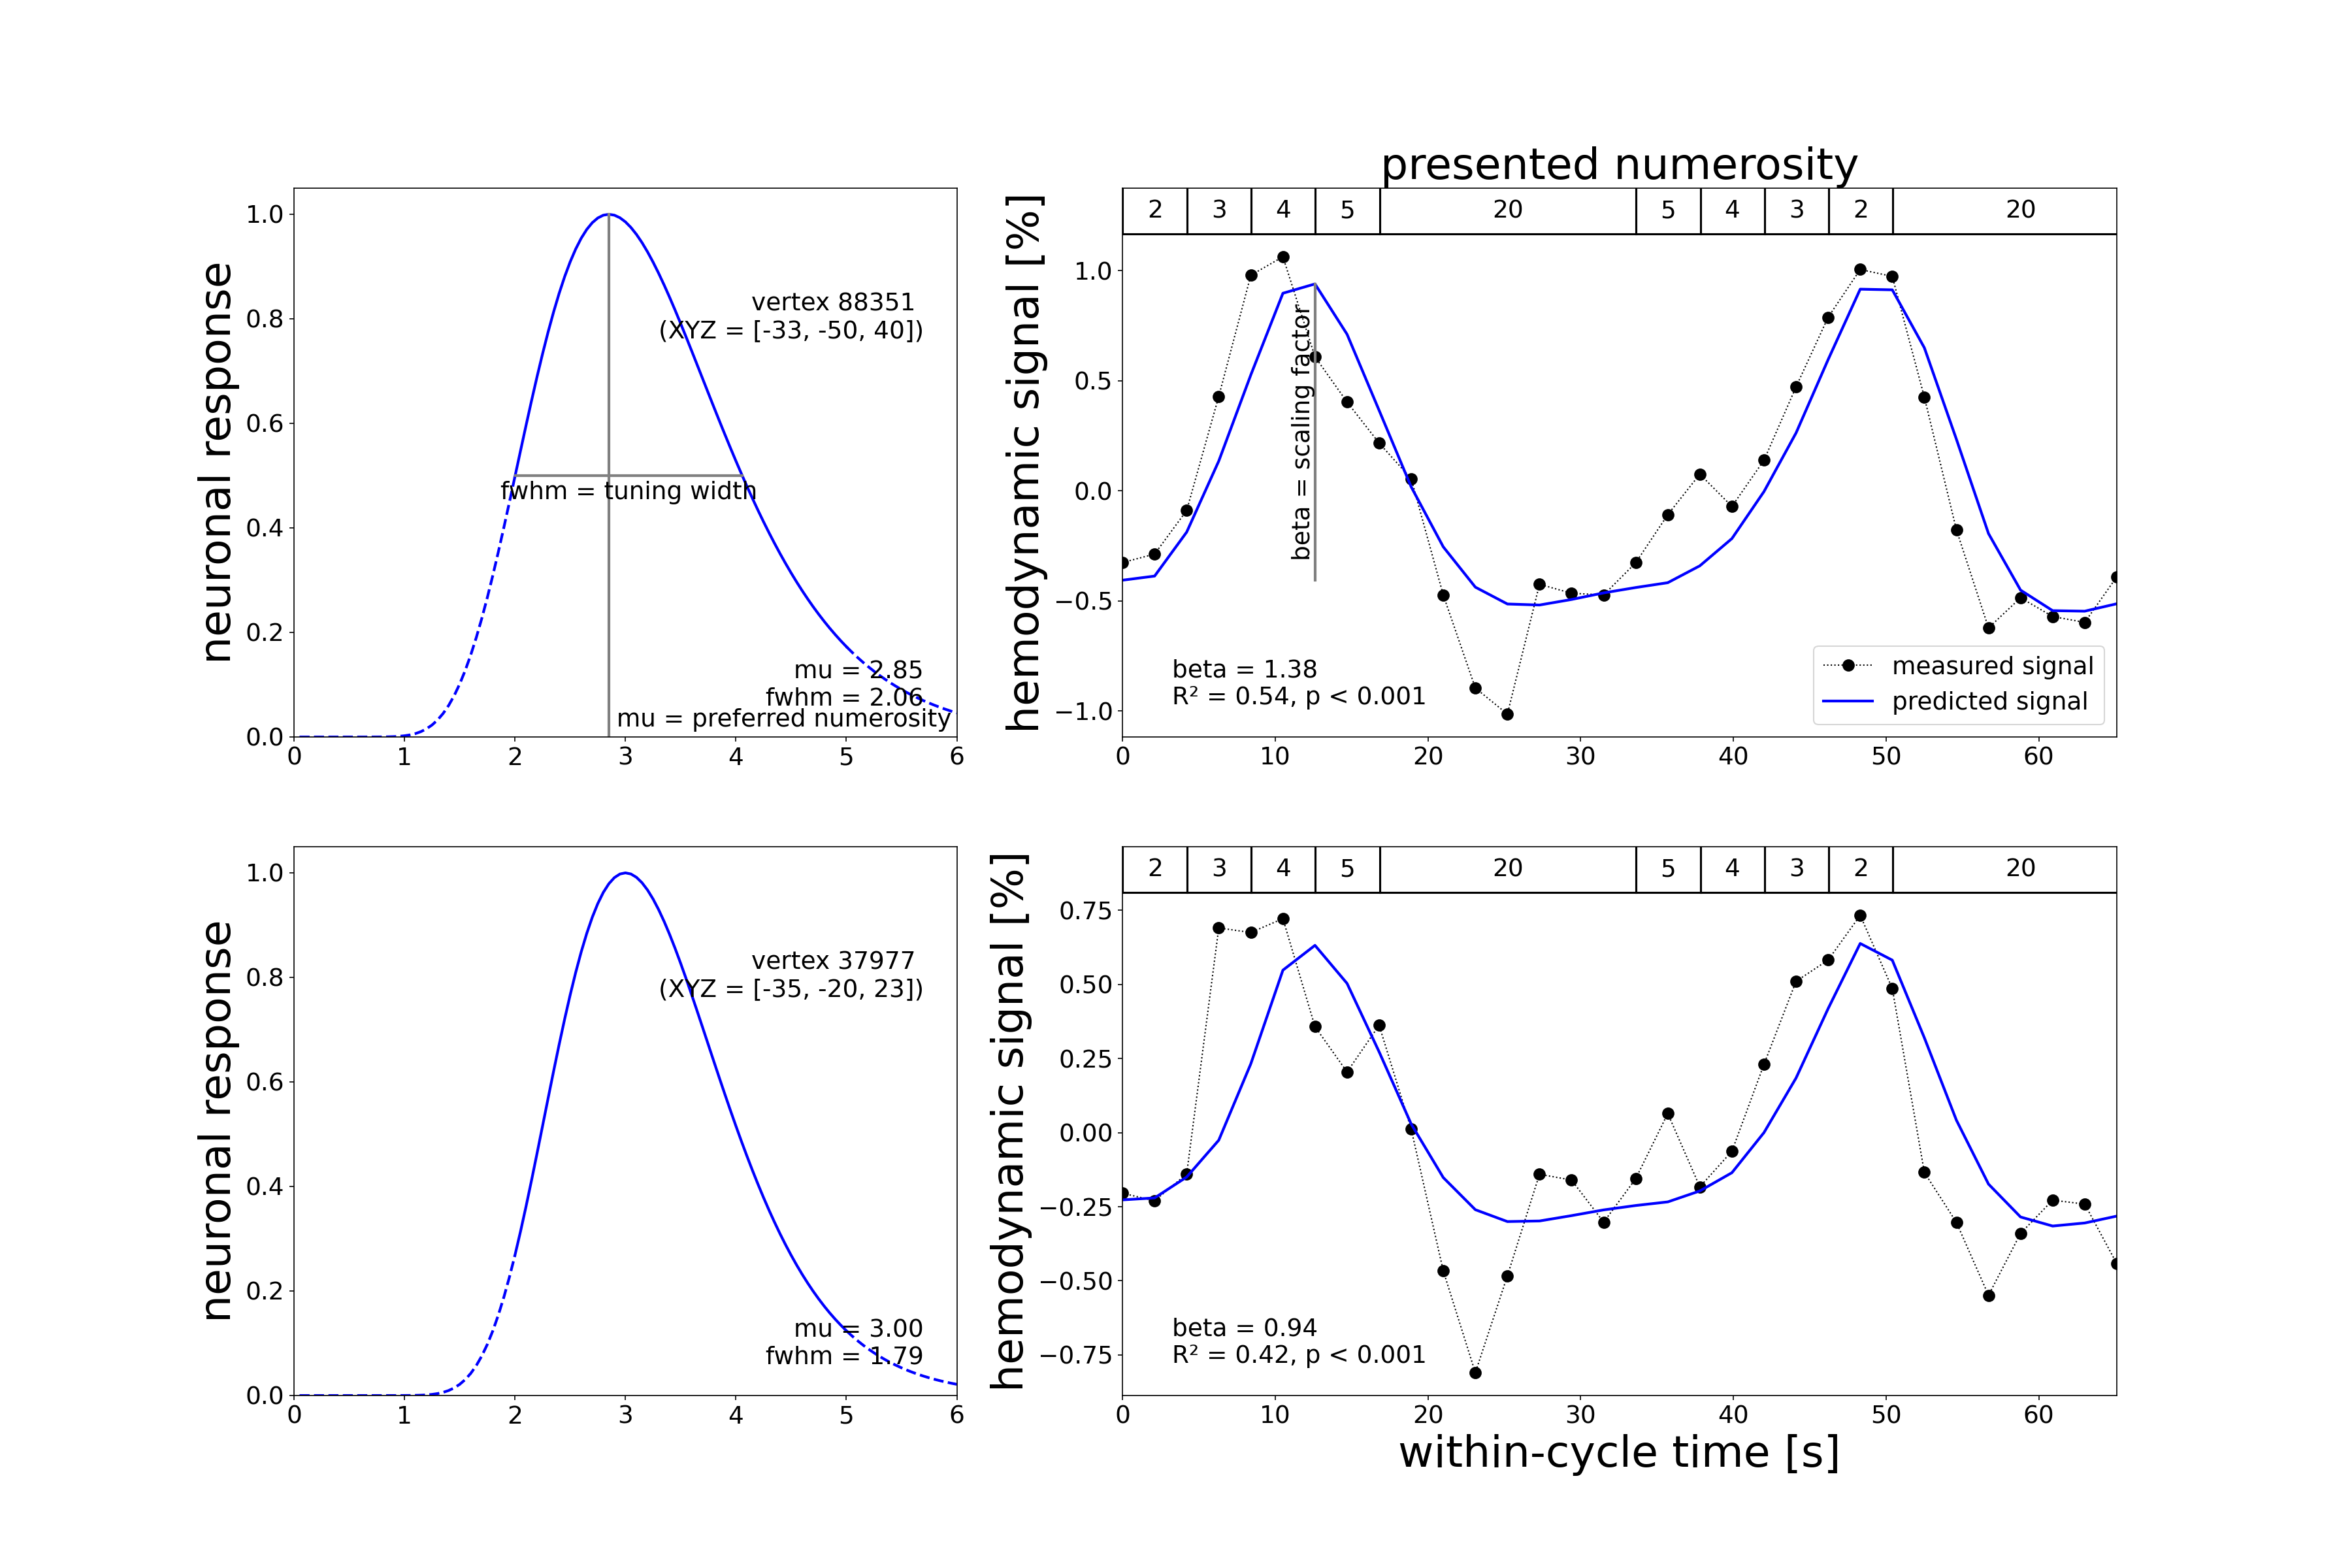 presented numerosity
neuronal response
1.0
0.8
0.6
0.4
0.2
0.0
0 1 2 3 4 5 6
vertex 88351
(XYZ = [-33, -50, 40])
fwhm = tuning width
mu = 2.85
fwhm = 2.06
mu = preferred numerosity
hemodynamic signal [%]
2 3 4 5 20 5 4 3 2 20
1.0
0.5
0.0
−0.5
−1.0
0 10 20 30 40 50 60
beta = scaling factor
beta = 1.38
R² = 0.54, p < 0.001
measured signal
predicted signal
neuronal response
1.0
0.8
0.6
0.4
0.2
0.0
0 1 2 3 4 5 6
vertex 37977
(XYZ = [-35, -20, 23])
mu = 3.00
fwhm = 1.79
hemodynamic signal [%]
2 3 4 5 20 5 4 3 2 20
0.75
0.50
0.25
0.00
−0.25
−0.50
−0.75
0 10 20 30 40 50 60
beta = 0.94
R² = 0.42, p < 0.001
within-cycle time [s]